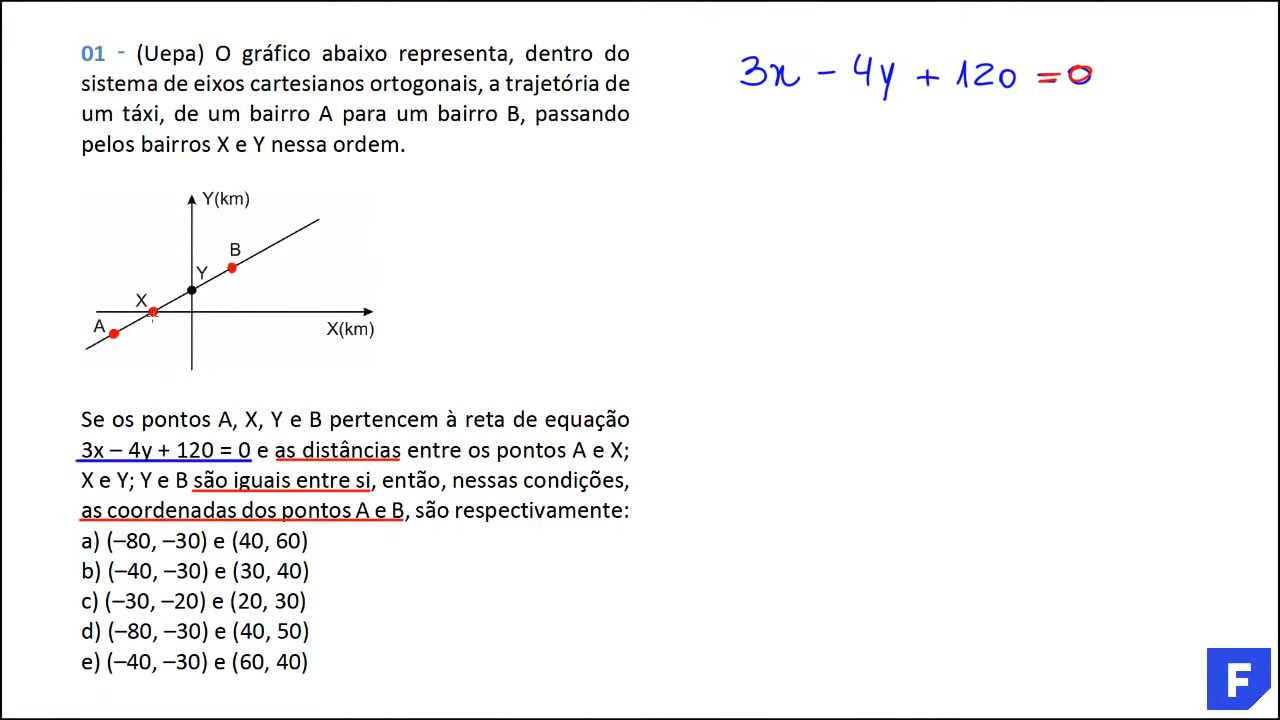 01 - (Uepa) O gráfico abaixo representa, dentro do
sistema de eixos cartesianos ortogonais, a trajetória de
um táxi, de um bairro A para um bairro B, passando
pelos bairros X e Y nessa ordem.
3x - 4y + 120 = 0
Y(km)
B
Y
X
A
X(km)
Se os pontos A, X, Y e B pertencem à reta de equação
3x – 4y + 120 = 0 e as distâncias entre os pontos A e X;
X e Y; Y e B são iguais entre si, então, nessas condições,
as coordenadas dos pontos A e B, são respectivamente:
a) (–80, –30) e (40, 60)
b) (–40, –30) e (30, 40)
c) (–30, –20) e (20, 30)
d) (–80, –30) e (40, 50)
e) (–40, –30) e (60, 40)
F